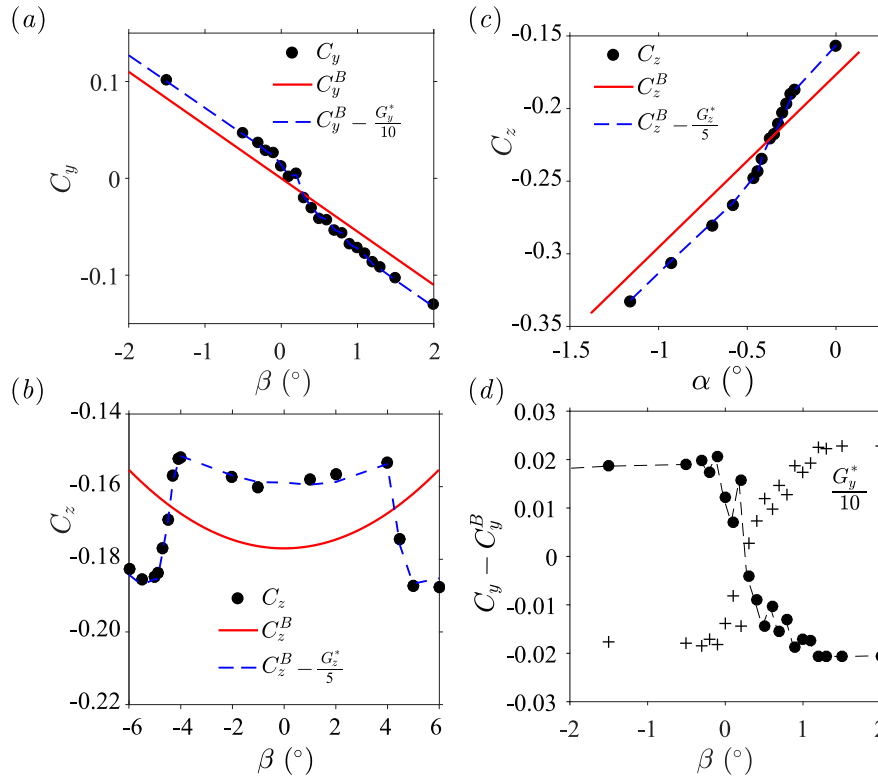 (a)
0.1
0
-0.1
C_y
-2 -1 0 1 2
β (°)
C_y
C_y^B
C_y^B − G_y^*/10
(c)
-0.15
-0.2
-0.25
-0.3
-0.35
C_z
-1.5 -1 -0.5 0
α (°)
C_z
C_z^B
C_z^B − G_z^*/5
(b)
-0.14
-0.16
-0.18
-0.20
-0.22
C_z
-6 -4 -2 0 2 4 6
β (°)
C_z
C_z^B
C_z^B − G_z^*/5
(d)
0.03
0.02
0.01
0
-0.01
-0.02
-0.03
C_y − C_y^B
-2 -1 0 1 2
β (°)
G_y^*/10